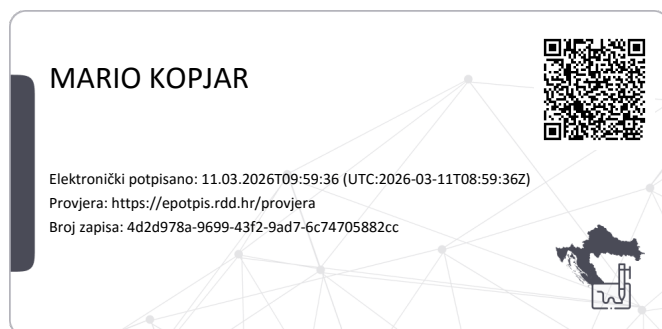 MARIO KOPJAR
Elektronički potpisano: 11.03.2026T09:59:36 (UTC:2026-03-11T08:59:36Z)
Provjera: https://epotpis.rdd.hr/provjera
Broj zapisa: 4d2d978a-9699-43f2-9ad7-6c74705882cc